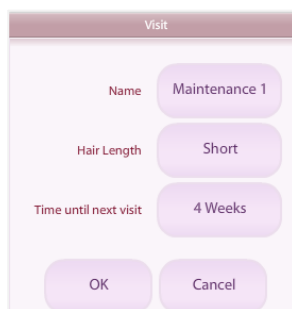 Visit
Name Maintenance 1
Hair Length Short
Time until next visit 4 Weeks
OK Cancel